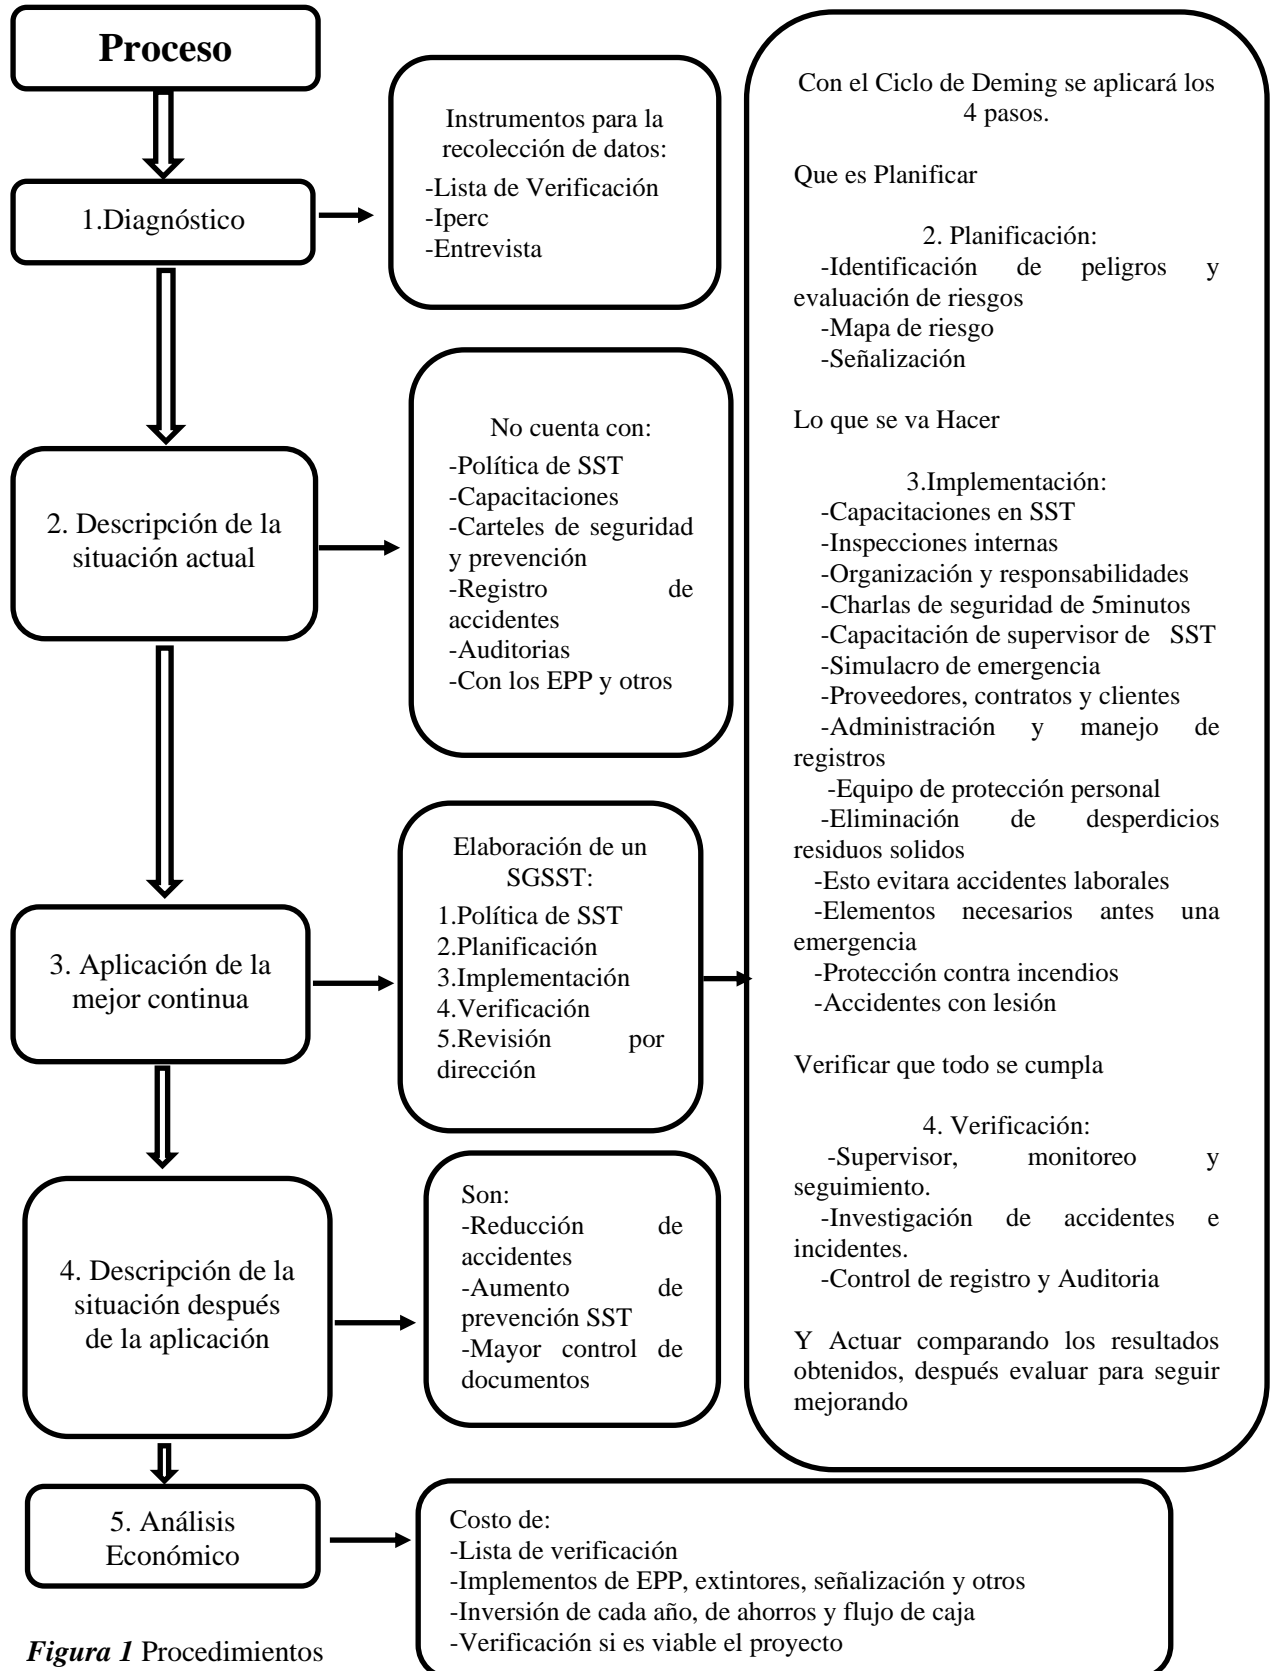 Proceso
1.Diagnóstico
Instrumentos para la
recolección de datos:
-Lista de Verificación
-Iperc
-Entrevista
2. Descripción de la
situación actual
No cuenta con:
-Política de SST
-Capacitaciones
-Carteles de seguridad
y prevención
-Registro de
accidentes
-Auditorias
-Con los EPP y otros
3. Aplicación de la
mejor continua
Elaboración de un
SGSST:
1.Política de SST
2.Planificación
3.Implementación
4.Verificación
5.Revisión por
dirección
Con el Ciclo de Deming se aplicará los
4 pasos.
Que es Planificar
2. Planificación:
-Identificación de peligros y
evaluación de riesgos
-Mapa de riesgo
-Señalización
Lo que se va Hacer
3.Implementación:
-Capacitaciones en SST
-Inspecciones internas
-Organización y responsabilidades
-Charlas de seguridad de 5minutos
-Capacitación de supervisor de SST
-Simulacro de emergencia
-Proveedores, contratos y clientes
-Administración y manejo de
registros
-Equipo de protección personal
-Eliminación de desperdicios
residuos solidos
-Esto evitara accidentes laborales
-Elementos necesarios antes una
emergencia
-Protección contra incendios
-Accidentes con lesión
Verificar que todo se cumpla
4. Verificación:
-Supervisor, monitoreo y
seguimiento.
-Investigación de accidentes e
incidentes.
-Control de registro y Auditoria
Y Actuar comparando los resultados
obtenidos, después evaluar para seguir
mejorando
4. Descripción de la
situación después
de la aplicación
Son:
-Reducción de
accidentes
-Aumento de
prevención SST
-Mayor control de
documentos
5. Análisis
Económico
Costo de:
-Lista de verificación
-Implementos de EPP, extintores, señalización y otros
-Inversión de cada año, de ahorros y flujo de caja
-Verificación si es viable el proyecto
Figura 1 Procedimientos